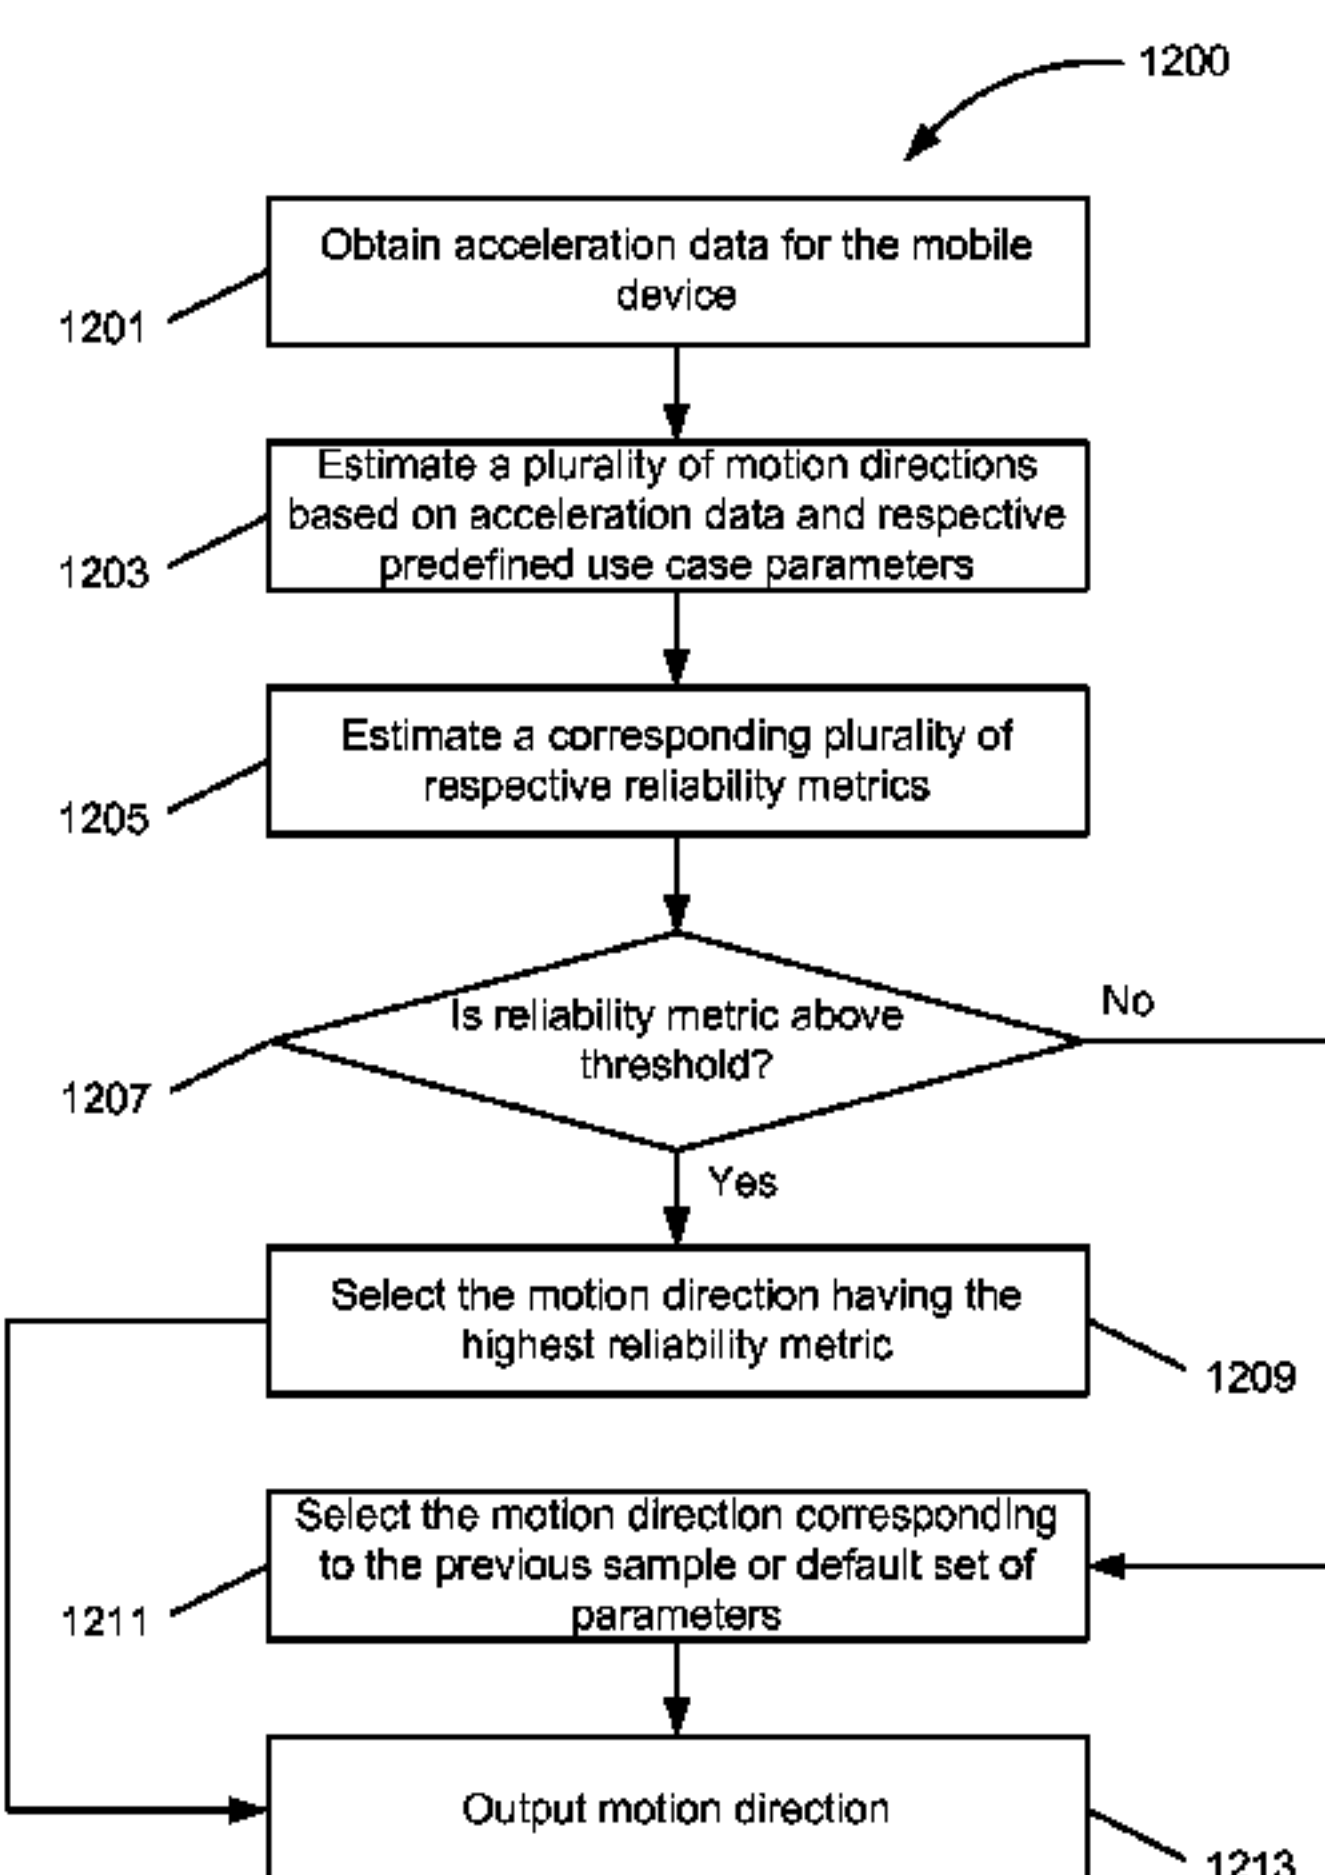 1200
Obtain acceleration data for the mobile
device
1201
Estimate a plurality of motion directions
based on acceleration data and respective
predefined use case parameters
1203
Estimate a corresponding plurality of
respective reliability metrics
1205
Is reliability metric above
threshold?
No
1207
Yes
Select the motion direction having the
highest reliability metric
1209
Select the motion direction corresponding
to the previous sample or default set of
parameters
1211
Output motion direction
1213